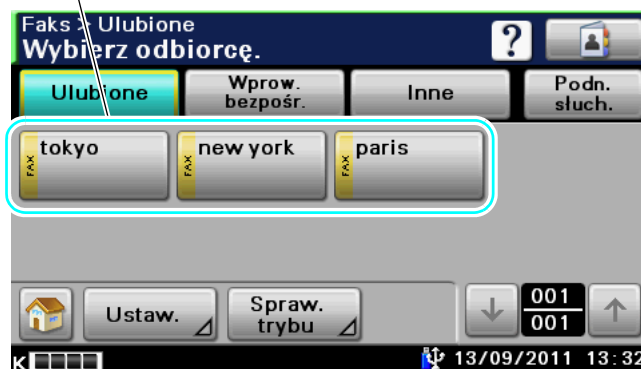 Faks > Ulubione
Wybierz odbiorcę.
?
Ulubione
Wprow.
bezpośr.
Inne
Podn.
słuch.
FAX tokyo
FAX new york
FAX paris
Ustaw.
Spraw.
trybu
001
001
K
13/09/2011 13:32